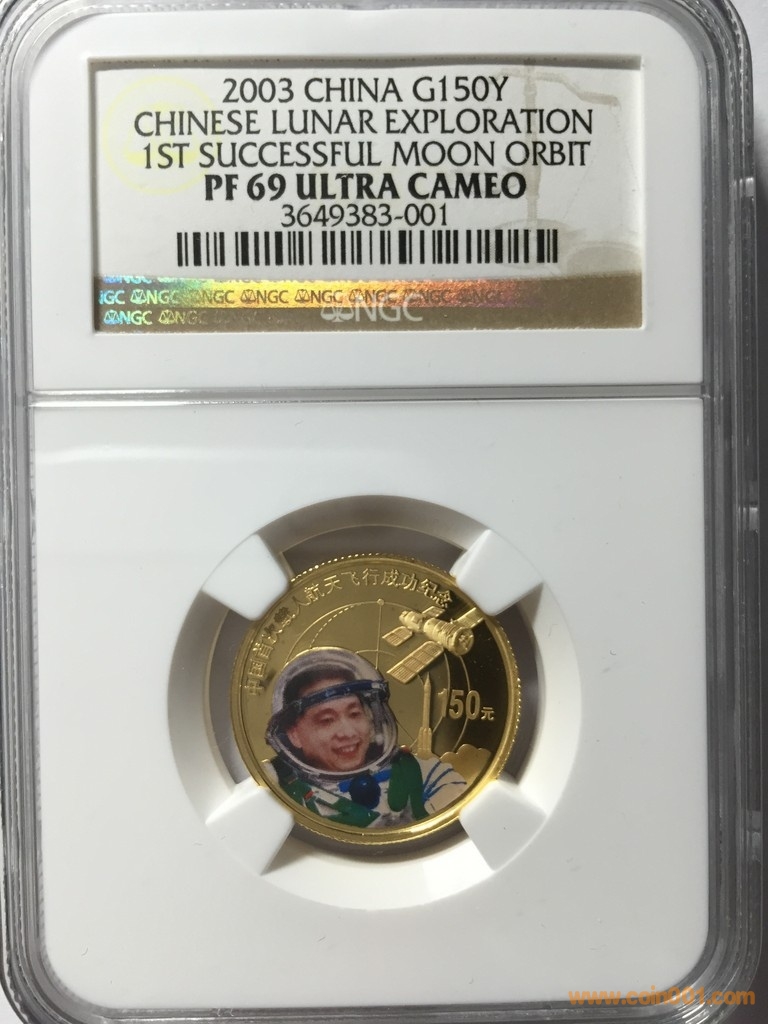 2003 CHINA G150Y
CHINESE LUNAR EXPLORATION
1ST SUCCESSFUL MOON ORBIT
PF 69 ULTRA CAMEO
3649383-001
NGC NGC NGC NGC NGC NGC NGC NGC
NGC NGC
NGC
中国首次载人航天飞行成功纪念
150元
www.coin001.com